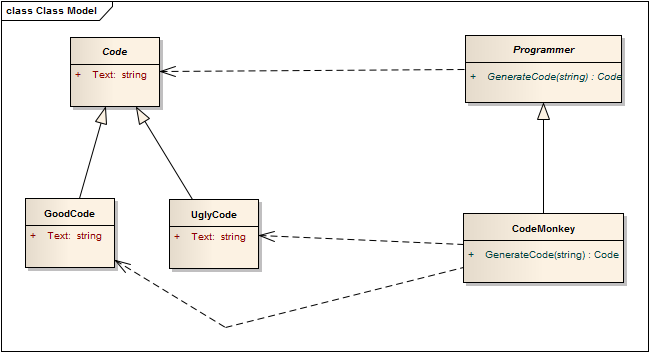 class Class Model
Code
+ Text: string
Programmer
+ GenerateCode(string) : Code
GoodCode
+ Text: string
UglyCode
+ Text: string
CodeMonkey
+ GenerateCode(string) : Code